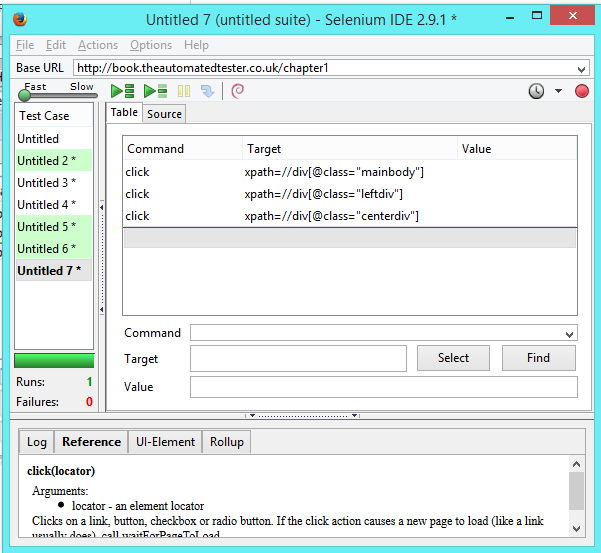 Untitled 7 (untitled suite) - Selenium IDE 2.9.1 *
File Edit Actions Options Help
Base URL http://book.theautomatedtester.co.uk/chapter1
Fast Slow
Test Case
Untitled
Untitled 2 *
Untitled 3 *
Untitled 4 *
Untitled 5 *
Untitled 6 *
Untitled 7 *
Runs: 1
Failures: 0
Table Source
Command Target Value
click xpath=//div[@class="mainbody"]
click xpath=//div[@class="leftdiv"]
click xpath=//div[@class="centerdiv"]
Command
Target Select Find
Value
Log Reference UI-Element Rollup
click(locator)
Arguments:
• locator - an element locator
Clicks on a link, button, checkbox or radio button. If the click action causes a new page to load (like a link
usually does), call waitForPageToLoad.